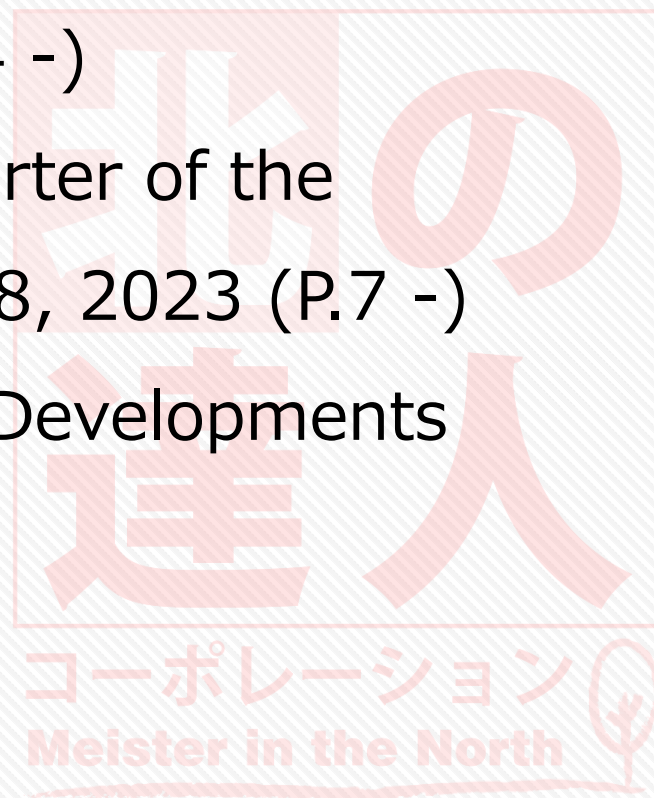 -)
rter of the
8, 2023 (P.7 -)
Developments
北の
達人
コーポレーション
Meister in the North